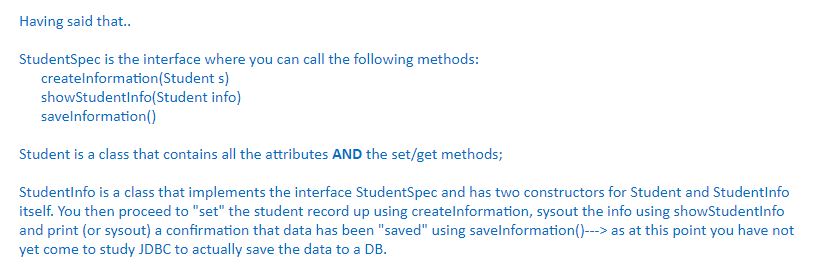 Having said that..
StudentSpec is the interface where you can call the following methods:
createInformation(Student s)
showStudentInfo(Student info)
saveInformation()
Student is a class that contains all the attributes AND the set/get methods;
StudentInfo is a class that implements the interface StudentSpec and has two constructors for Student and StudentInfo
itself. You then proceed to "set" the student record up using createInformation, sysout the info using showStudentInfo
and print (or sysout) a confirmation that data has been "saved" using saveInformation()---> as at this point you have not
yet come to study JDBC to actually save the data to a DB.